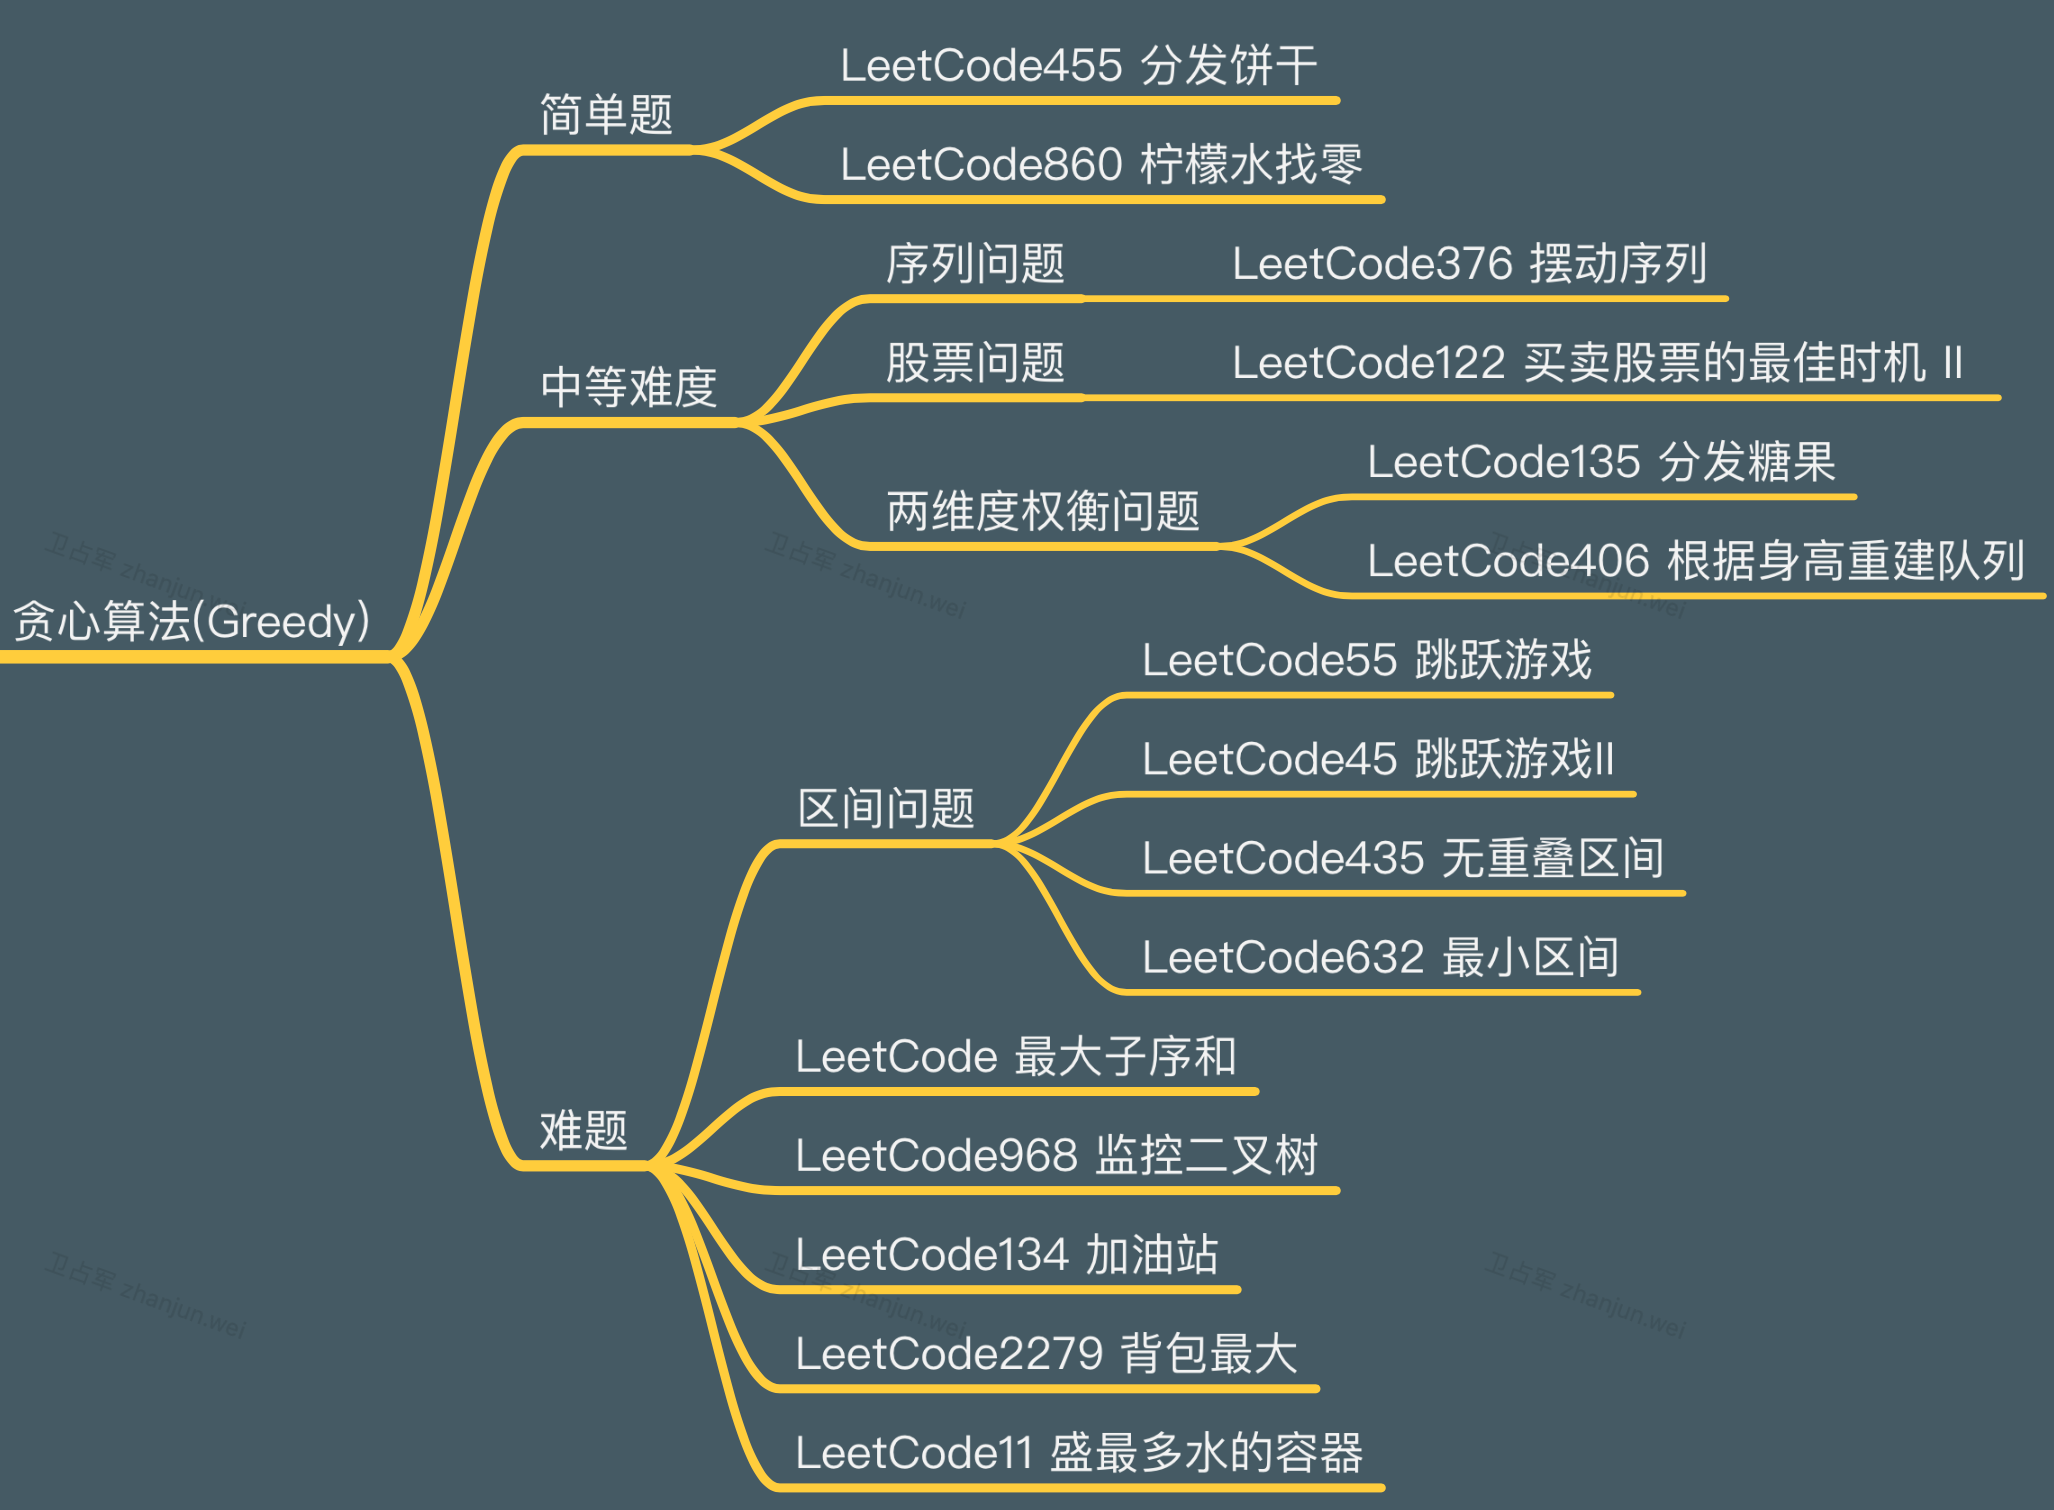 LeetCode455 分发饼干
简单题
LeetCode860 柠檬水找零
序列问题
LeetCode376 摆动序列
股票问题
LeetCode122 买卖股票的最佳时机 II
中等难度
LeetCode135 分发糖果
两维度权衡问题
LeetCode406 根据身高重建队列
卫占军 zhanjun.wei
卫占军 zhanjun.wei
卫占军 zhanjun.wei
贪心算法(Greedy)
LeetCode55 跳跃游戏
LeetCode45 跳跃游戏II
区间问题
LeetCode435 无重叠区间
LeetCode632 最小区间
LeetCode 最大子序和
难题
LeetCode968 监控二叉树
LeetCode134 加油站
卫占军 zhanjun.wei
卫占军 zhanjun.wei
卫占军 zhanjun.wei
LeetCode2279 背包最大
LeetCode11 盛最多水的容器